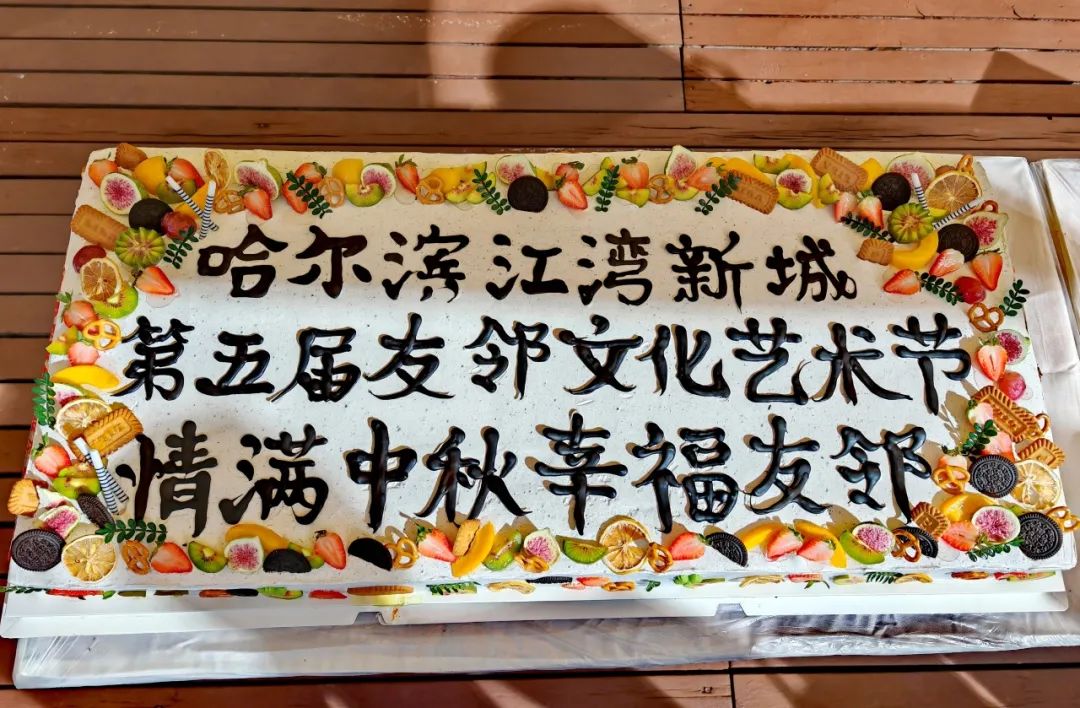 哈尔滨江湾新城
第五届友邻文化艺术节
情满中秋幸福友邻